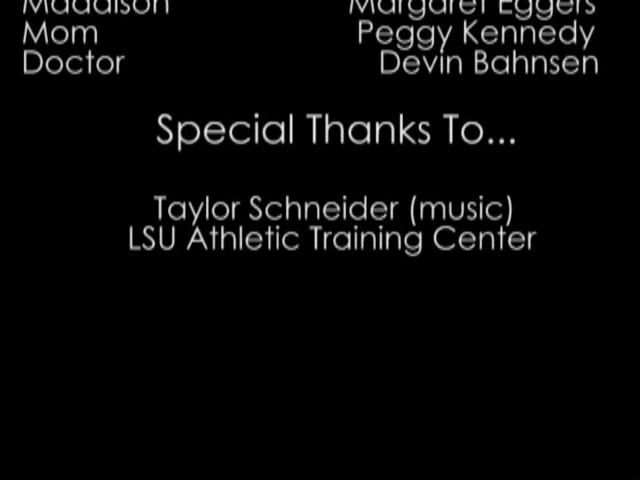 Maddison Margaret Eggers
Mom Peggy Kennedy
Doctor Devin Bahnsen
Special Thanks To...
Taylor Schneider (music)
LSU Athletic Training Center